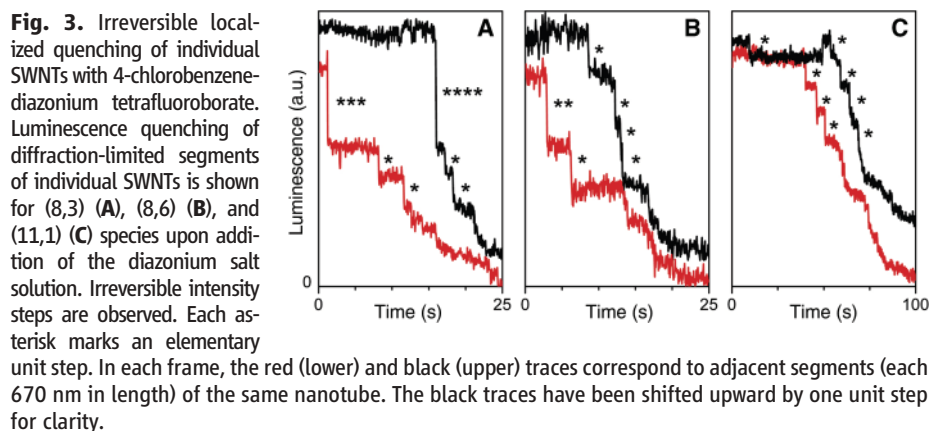 Fig. 3. Irreversible local-
ized quenching of individual
SWNTs with 4-chlorobenzene-
diazonium tetrafluoroborate.
Luminescence quenching of
diffraction-limited segments
of individual SWNTs is shown
for (8,3) (A), (8,6) (B), and
(11,1) (C) species upon addi-
tion of the diazonium salt
solution. Irreversible intensity
steps are observed. Each as-
terisk marks an elementary
unit step. In each frame, the red (lower) and black (upper) traces correspond to adjacent segments (each
670 nm in length) of the same nanotube. The black traces have been shifted upward by one unit step
for clarity.
Luminescence (a.u.)
0
A
***
****
*
*
*
*
0
25
Time (s)
B
*
**
*
*
*
0
25
Time (s)
C
*
*
*
*
*
*
*
0
50
100
Time (s)